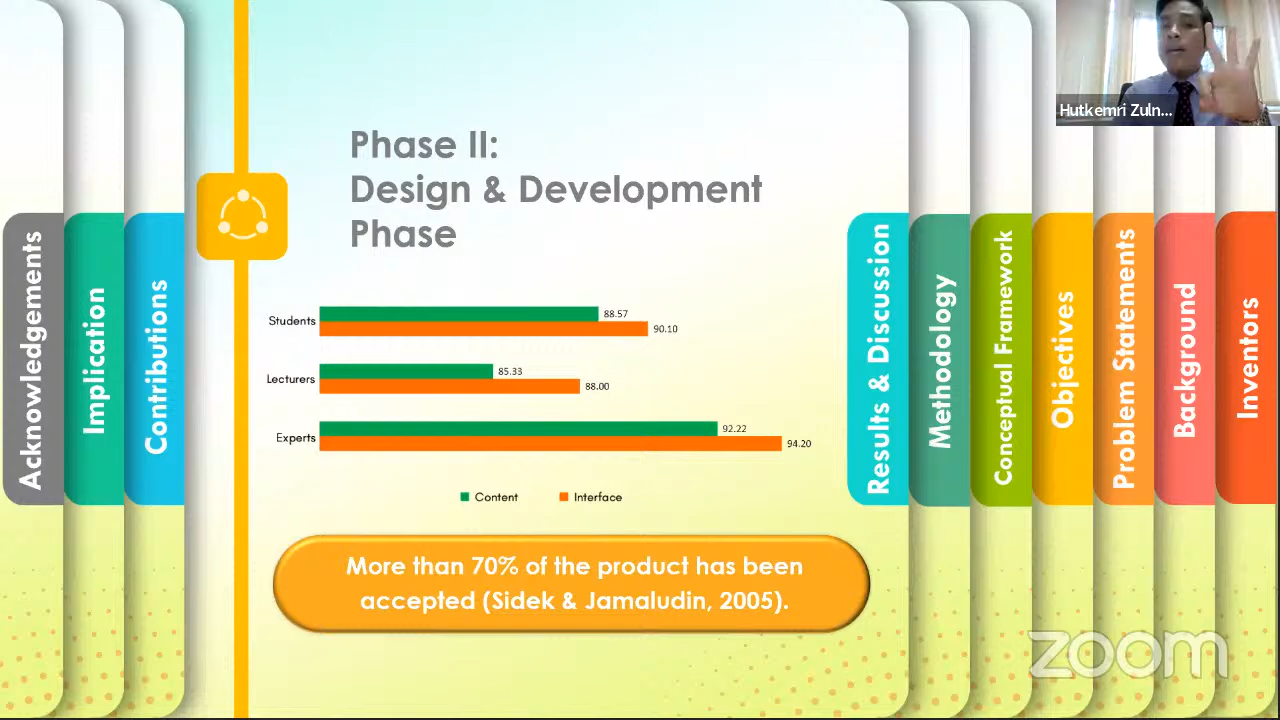 Acknowledgements
Implication
Contributions
Phase II:
Design & Development
Phase
Students
88.57
90.10
Lecturers
85.33
88.00
Experts
92.22
94.20
Content
Interface
More than 70% of the product has been
accepted (Sidek & Jamaludin, 2005).
Results & Discussion
Methodology
Conceptual Framework
Objectives
Problem Statements
Background
Inventors
Hutkemri Zuln...
zoom